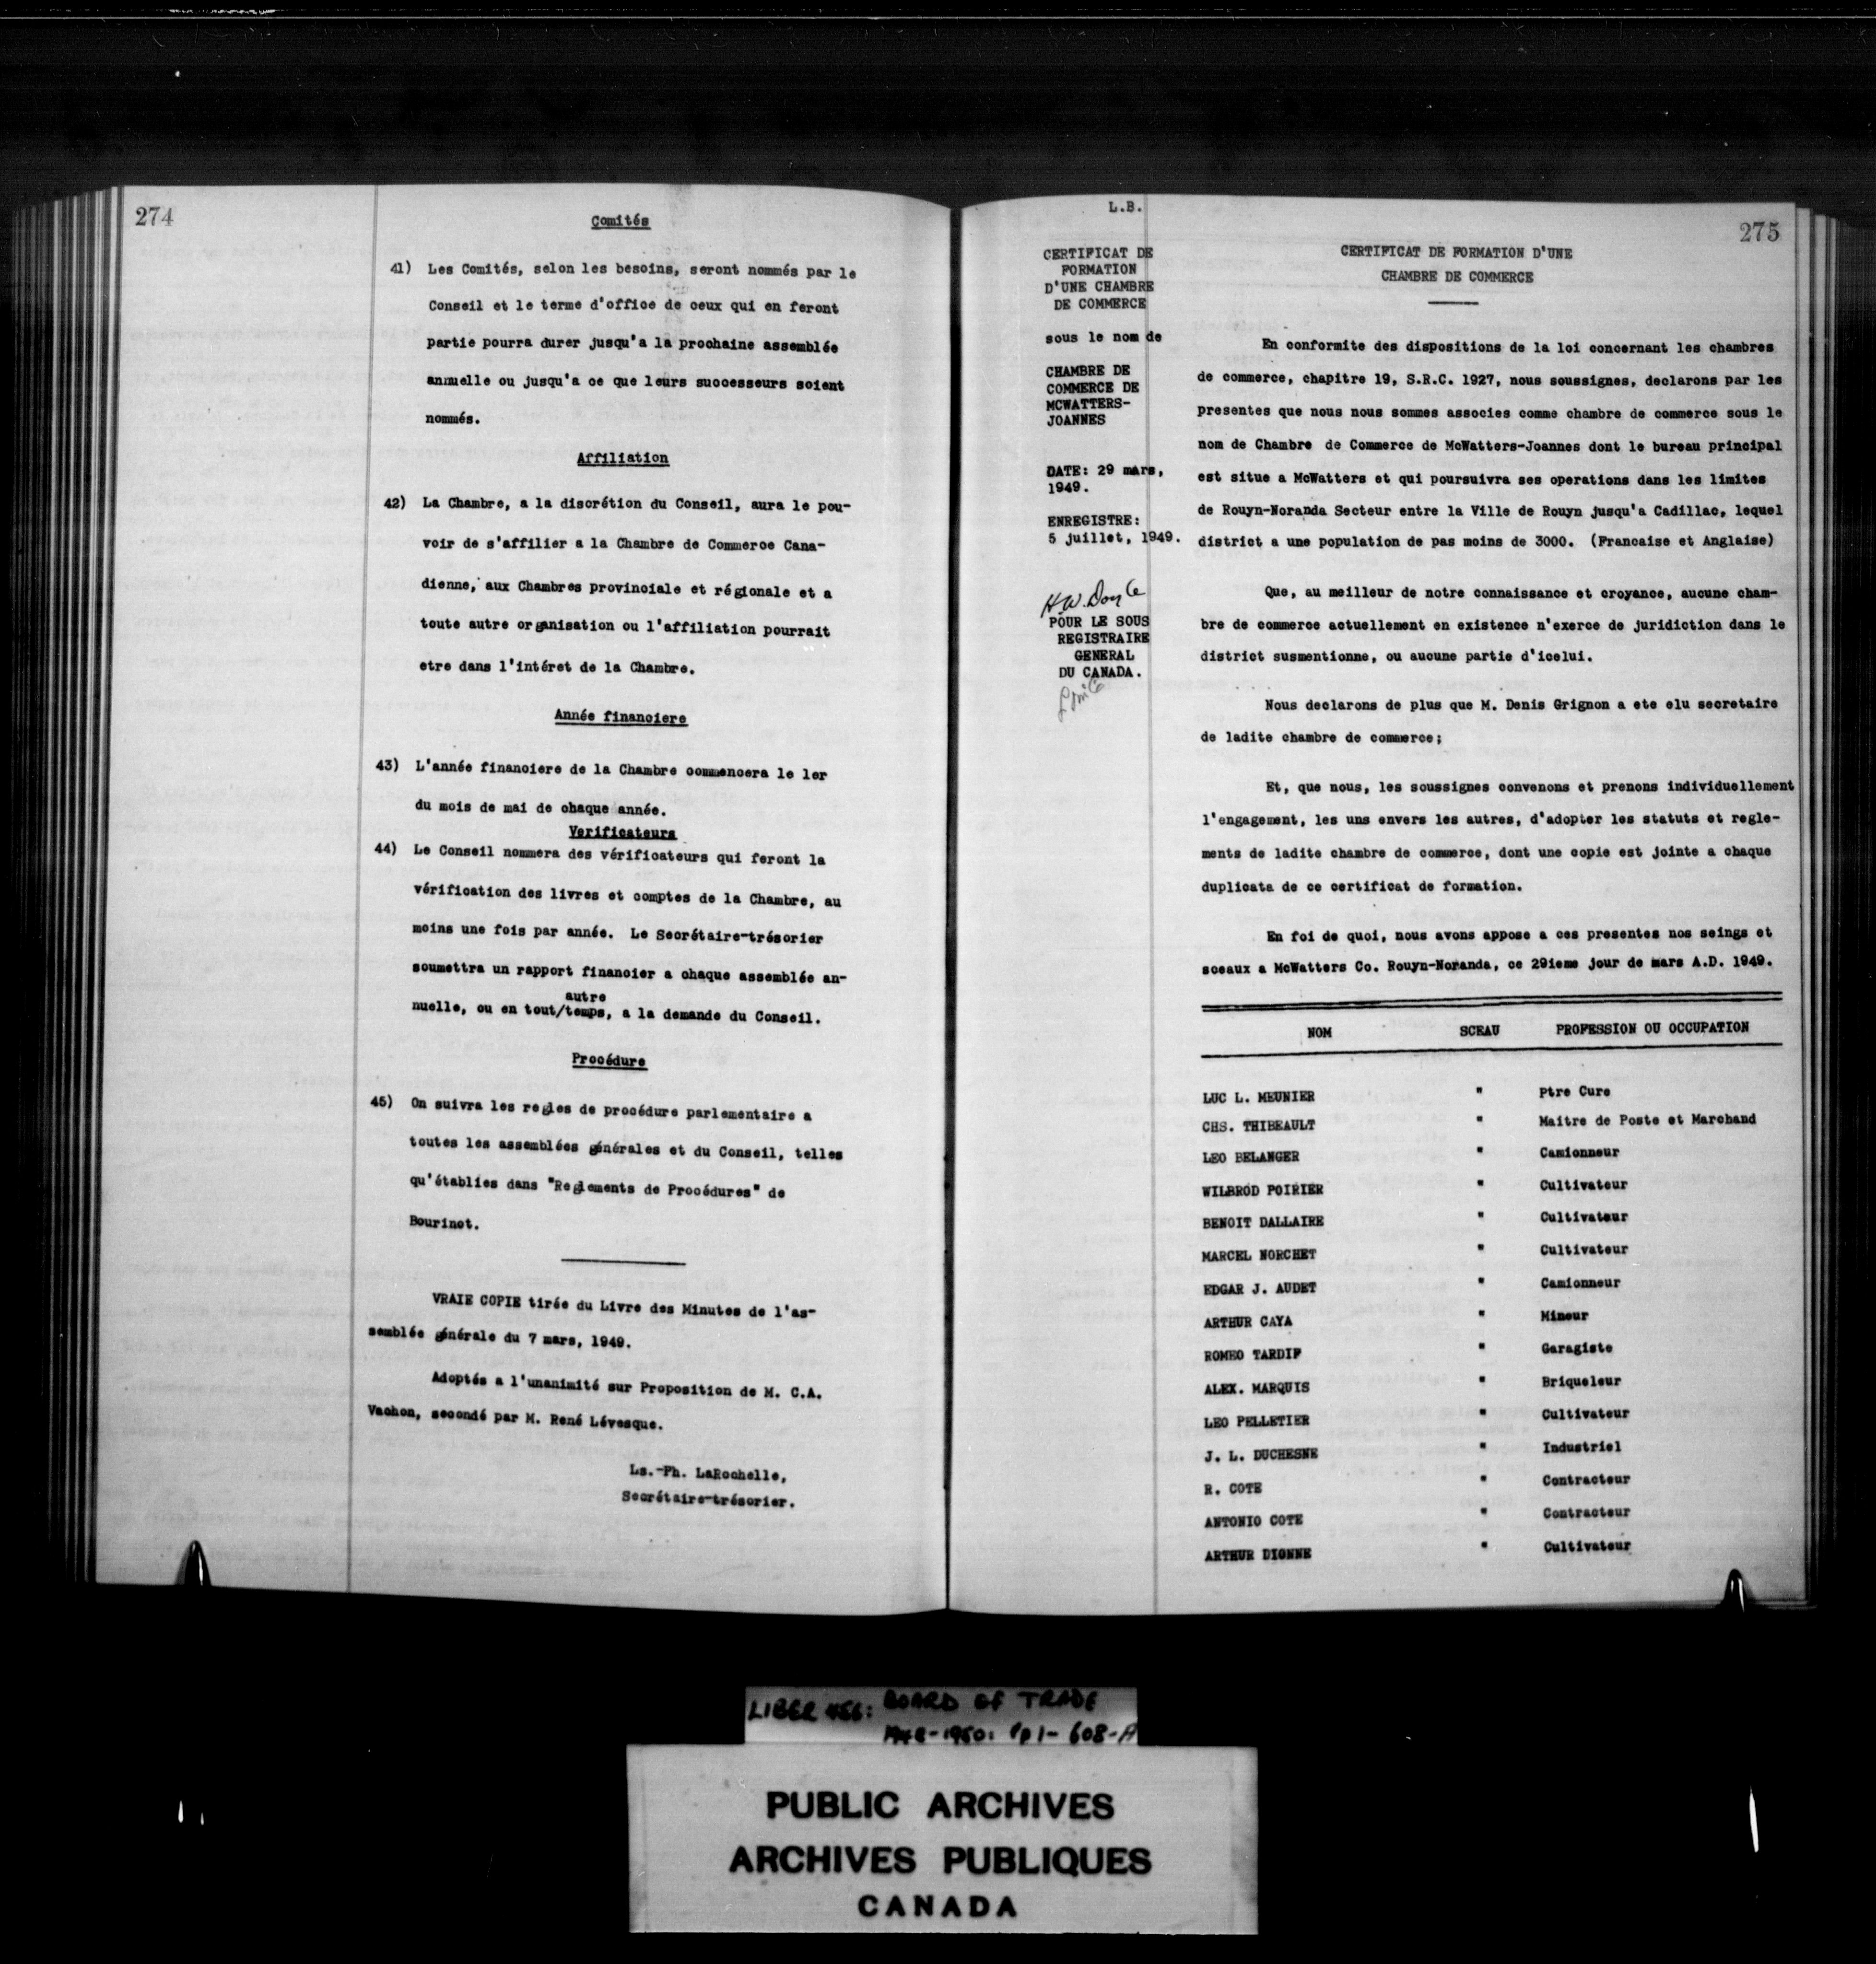 274
Comités
41) Les Comités, selon les besoins, seront nommés par le
Conseil et le terme d'office de ceux qui en feront
partie pourra durer jusqu'a la prochaine assemblée
annuelle ou jusqu'a ce que leurs successeurs soient
nommés.
Affiliation
42) La Chambre, a la discrétion du Conseil, aura le pou-
voir de s'affilier a la Chambre de Commerce Cana-
dienne, aux Chambres provinciale et régionale et a
toute autre organisation ou l'affiliation pourrait
etre dans l'intéret de la Chambre.
Année financiere
43) L'année financiere de la Chambre commencera le 1er
du mois de mai de chaque année.
Verificateurs
44) Le Conseil nommera des vérificateurs qui feront la
vérification des livres et comptes de la Chambre, au
moins une fois par année. Le Secrétaire-trésorier
soumettra un rapport financier a chaque assemblée an-
autre
nuelle, ou en tout/temps, a la demande du Conseil.
Procédure
45) On suivra les regles de procédure parlementaire a
toutes les assemblées générales et du Conseil, telles
qu'établies dans "Reglements de Procédures" de
Bourinot.
VRAIE COPIE tirée du Livre des Minutes de l'as-
semblée générale du 7 mars, 1949.
Adoptés a l'unanimité sur Proposition de M. C.A.
Vachon, secondé par M. René Lévesque.
Ls.-Ph. LaRochelle,
Secrétaire-trésorier.
L.B.
275
CERTIFICAT DE
FORMATION
D'UNE CHAMBRE
DE COMMERCE
sous le nom de
CHAMBRE DE
COMMERCE DE
MCWATTERS-
JOANNES
DATE: 29 mars,
1949.
ENREGISTRE:
5 juillet, 1949.
H.W. Doyle
POUR LE SOUS
REGISTRAIRE
GENERAL
DU CANADA.
CERTIFICAT DE FORMATION D'UNE
CHAMBRE DE COMMERCE
En conformite des dispositions de la loi concernant les chambres
de commerce, chapitre 19, S.R.C. 1927, nous soussignes, declarons par les
presentes que nous nous sommes associes comme chambre de commerce sous le
nom de Chambre de Commerce de McWatters-Joannes dont le bureau principal
est situe a McWatters et qui poursuivra ses operations dans les limites
de Rouyn-Noranda Secteur entre la Ville de Rouyn jusqu'a Cadillac, lequel
district a une population de pas moins de 3000. (Francaise et Anglaise)
Que, au meilleur de notre connaissance et croyance, aucune cham-
bre de commerce actuellement en existence n'exerce de juridiction dans le
district susmentionne, ou aucune partie d'icelui.
Nous declarons de plus que M. Denis Grignon a ete elu secretaire
de ladite chambre de commerce;
Et, que nous, les soussignes convenons et prenons individuellement
l'engagement, les uns envers les autres, d'adopter les statuts et regle-
ments de ladite chambre de commerce, dont une copie est jointe a chaque
duplicata de ce certificat de formation.
En foi de quoi, nous avons appose a ces presentes nos seings et
sceaux a McWatters Co. Rouyn-Noranda, ce 29ieme jour de mars A.D. 1949.
NOM SCEAU PROFESSION OU OCCUPATION
LUC L. MEUNIER " Ptre Cure
CHS. THIBEAULT " Maitre de Poste et Marchand
LEO BELANGER " Camionneur
WILBROD POIRIER " Cultivateur
BENOIT DALLAIRE " Cultivateur
MARCEL NORCHET " Cultivateur
EDGAR J. AUDET " Camionneur
ARTHUR CAYA " Mineur
ROMEO TARDIF " Garagiste
ALEX. MARQUIS " Briqueleur
LEO PELLETIER " Cultivateur
J. L. DUCHESNE " Industriel
R. COTE " Contracteur
ANTONIO COTE " Contracteur
ARTHUR DIONNE " Cultivateur
LIBER 456: BOARD OF TRADE
1948-1950: pp 1-608-A
PUBLIC ARCHIVES
ARCHIVES PUBLIQUES
CANADA